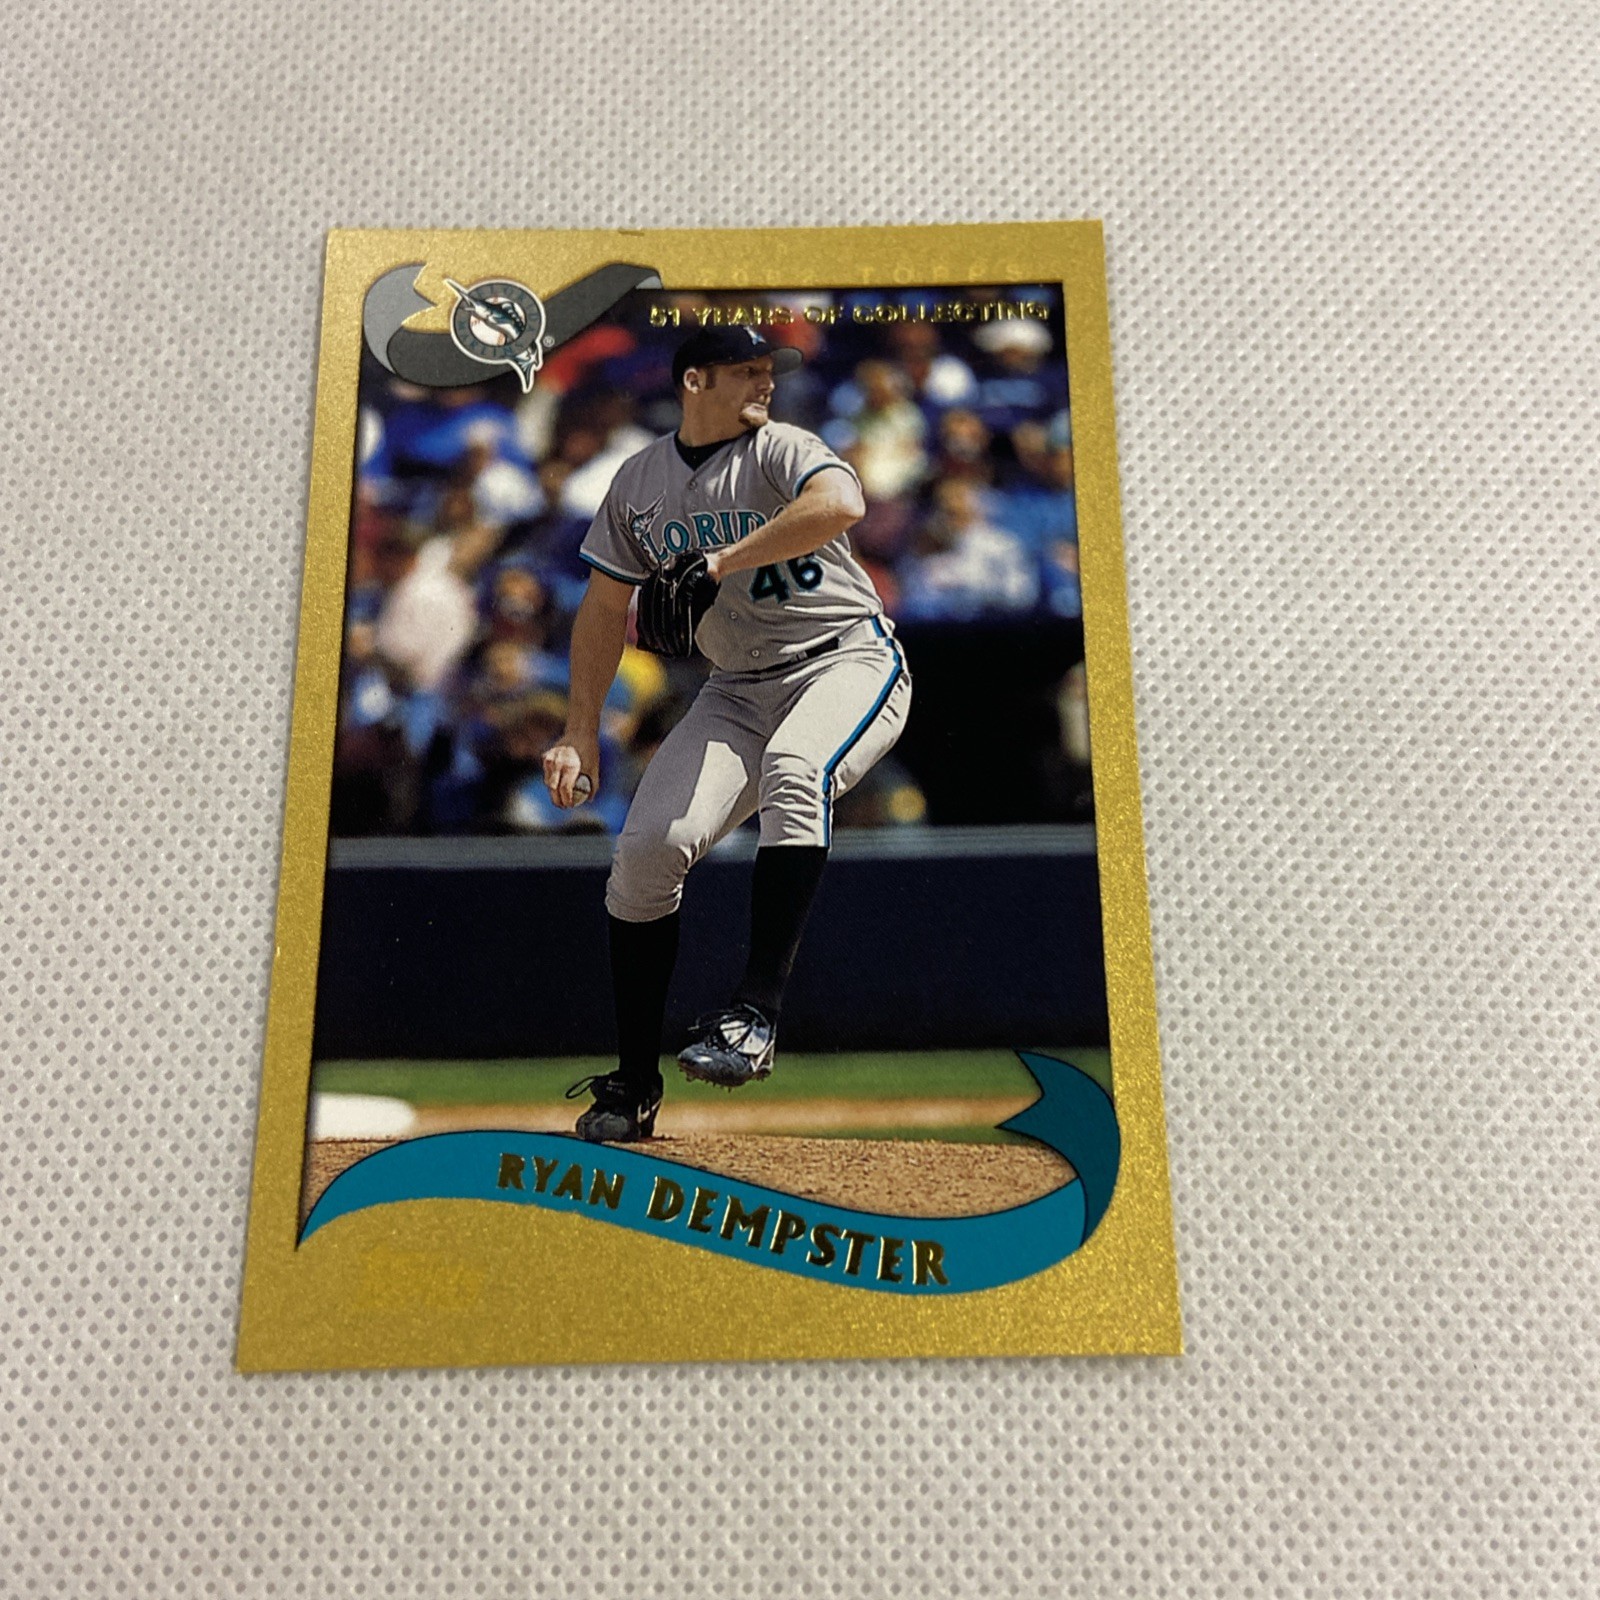 2002 TOPPS
51 YEARS OF COLLECTING
®
FLORIDA
46
RYAN DEMPSTER